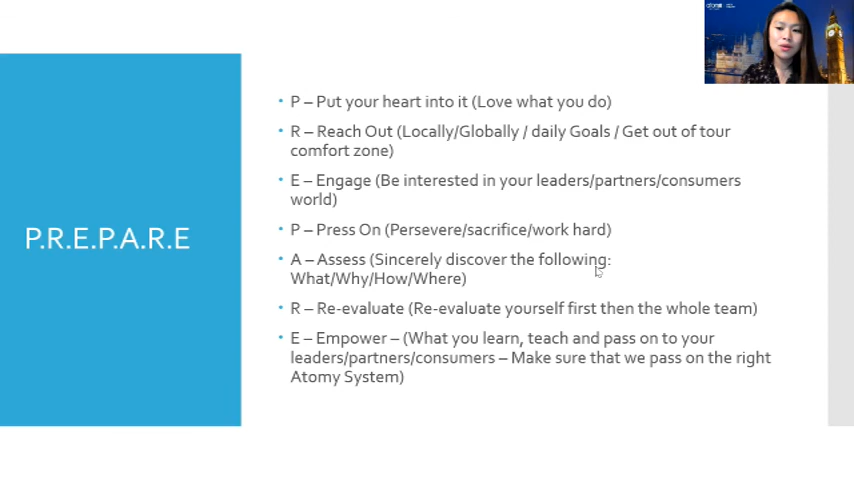 P.R.E.P.A.R.E
• P – Put your heart into it (Love what you do)
• R – Reach Out (Locally/Globally / daily Goals / Get out of tour
comfort zone)
• E – Engage (Be interested in your leaders/partners/consumers
world)
• P – Press On (Persevere/sacrifice/work hard)
• A – Assess (Sincerely discover the following:
What/Why/How/Where)
• R – Re-evaluate (Re-evaluate yourself first then the whole team)
• E – Empower – (What you learn, teach and pass on to your
leaders/partners/consumers – Make sure that we pass on the right
Atomy System)